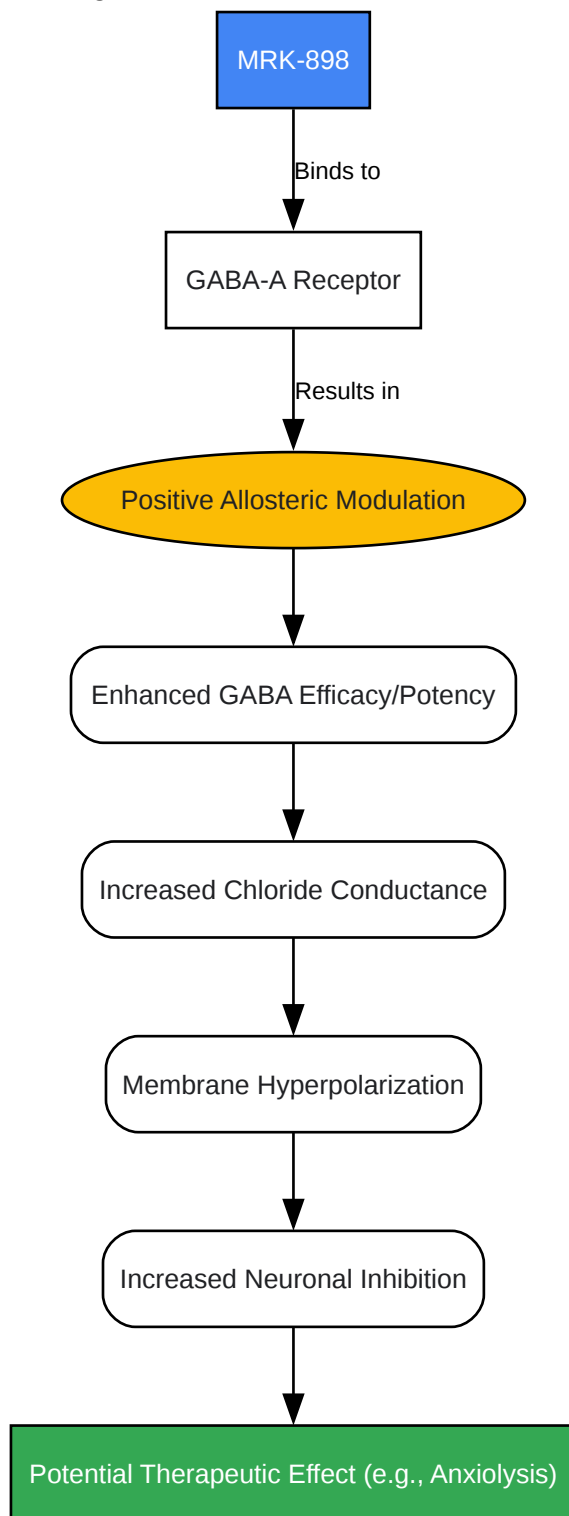 MRK-898
Binds to
GABA-A Receptor
Results in
Positive Allosteric Modulation
Enhanced GABA Efficacy/Potency
Increased Chloride Conductance
Membrane Hyperpolarization
Increased Neuronal Inhibition
Potential Therapeutic Effect (e.g., Anxiolysis)